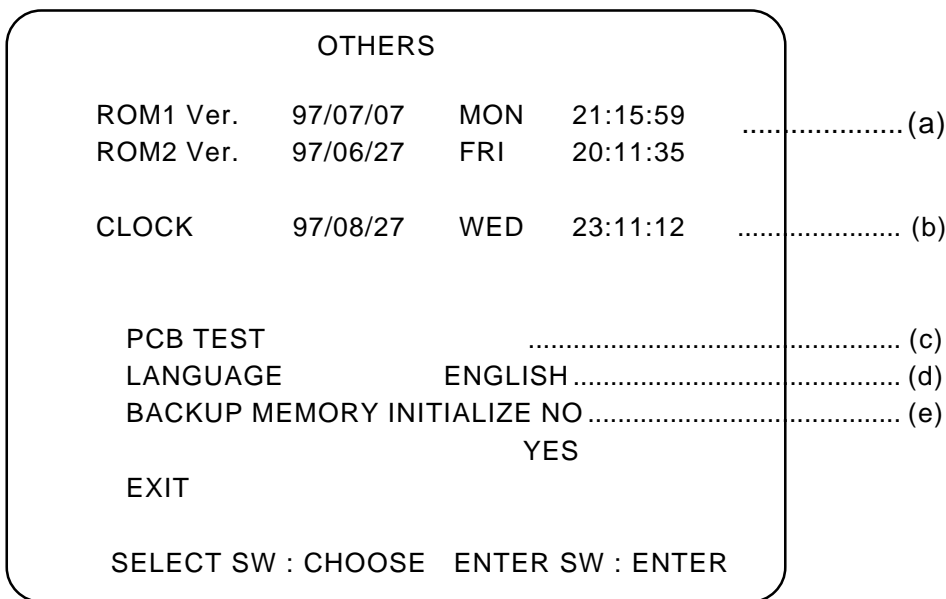 OTHERS
ROM1 Ver. 97/07/07 MON 21:15:59 ....................(a)
ROM2 Ver. 97/06/27 FRI 20:11:35
CLOCK 97/08/27 WED 23:11:12 ..................... (b)
PCB TEST ................................................ (c)
LANGUAGE ENGLISH.......................................... (d)
BACKUP MEMORY INITIALIZE NO........................................ (e)
YES
EXIT
SELECT SW : CHOOSE ENTER SW : ENTER